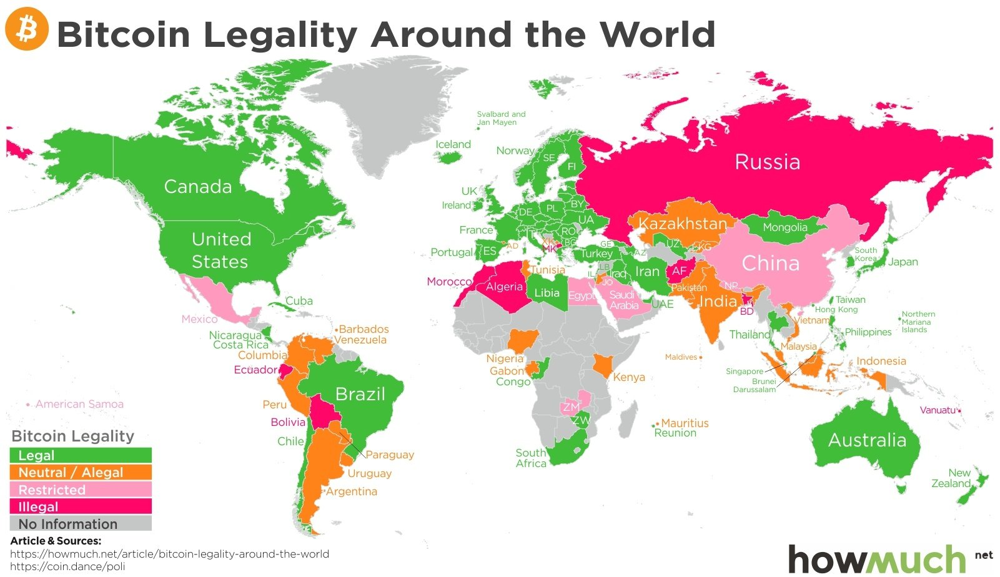 Bitcoin Legality Around the World
Svalbard and
Jan Mayen
Iceland
Norway
SE
FI
Russia
Canada
UK
Ireland
DE
PL
BY
UA
Kazakhstan
Mongolia
France
IT
RO
United
States
XK
BG
AD
MK
GE
UZ
KG
Portugal
ES
Turkey
AZ
South
Korea
Japan
China
LB
IL
Iraq
Iran
AF
Tunisia
Morocco
Algeria
Libia
Egypt
JO
Saudi
Arabia
Pakistan
NP
India
BD
UAE
Cuba
Taiwan
Hong Kong
Mexico
Northern
Mariana
Islands
Vietnam
Nicaragua
Costa Rica
Barbados
Venezuela
Thailand
Philippines
Malaysia
Columbia
Nigeria
Maldives
Indonesia
Ecuador
Gabon
Congo
Kenya
Singapore
Brunei
Darussalam
Brazil
American Samoa
Peru
ZM
Vanuatu
Bolivia
ZW
Mauritius
Reunion
Chile
Australia
Paraguay
South
Africa
Uruguay
New
Zealand
Argentina
Bitcoin Legality
Legal
Neutral / Alegal
Restricted
Illegal
No Information
Article & Sources:
https://howmuch.net/article/bitcoin-legality-around-the-world
https://coin.dance/poli
howmuch net